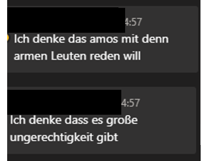 4:57
Ich denke das amos mit denn
armen Leuten reden will
4:57
Ich denke dass es große
ungerechtigkeit gibt